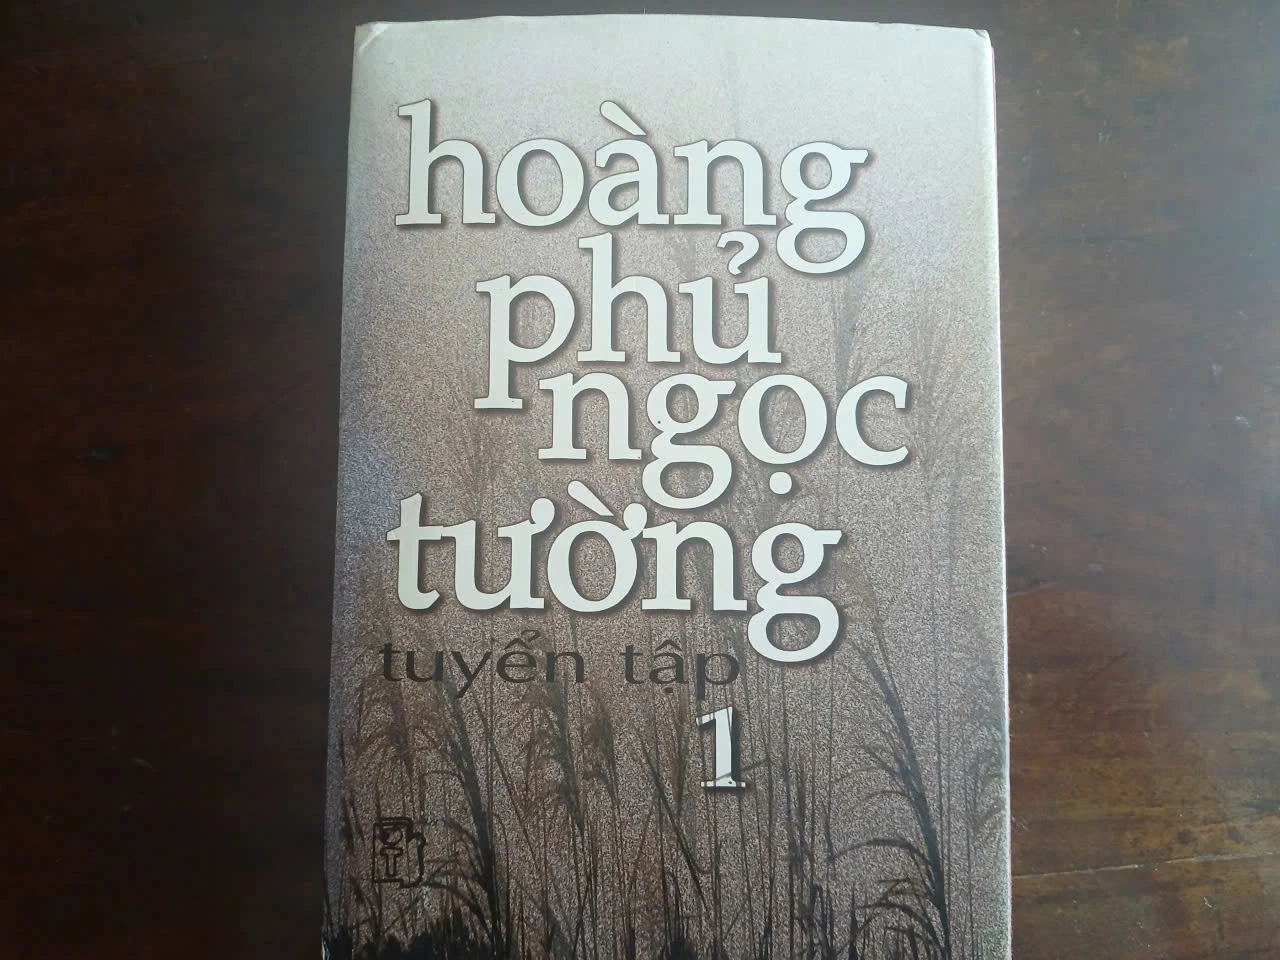 hoàng
phủ
ngọc
tường
tuyển tập
1